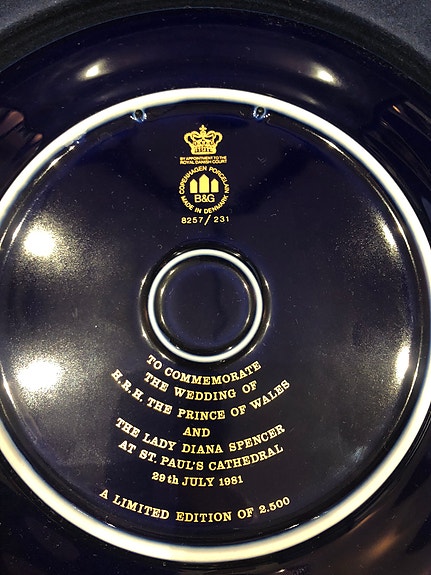 BY APPOINTMENT TO THE
ROYAL DANISH COURT
COPENHAGEN PORCELAIN
B&G
MADE IN DENMARK
8257/231
TO COMMEMORATE
THE WEDDING OF
H.R.H. THE PRINCE OF WALES
AND
THE LADY DIANA SPENCER
AT ST. PAUL'S CATHEDRAL
29th JULY 1981
A LIMITED EDITION OF 2.500